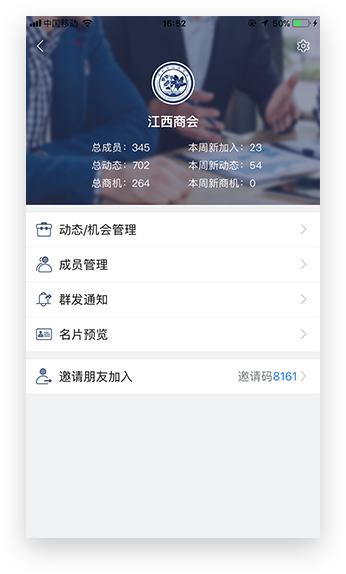 中国移动 16:52 50%
江西商会
总成员：345 本周新加入：23
总动态：702 本周新动态：54
总商机：264 本周新商机：0
动态/机会管理
成员管理
群发通知
名片预览
邀请朋友加入 邀请码8161